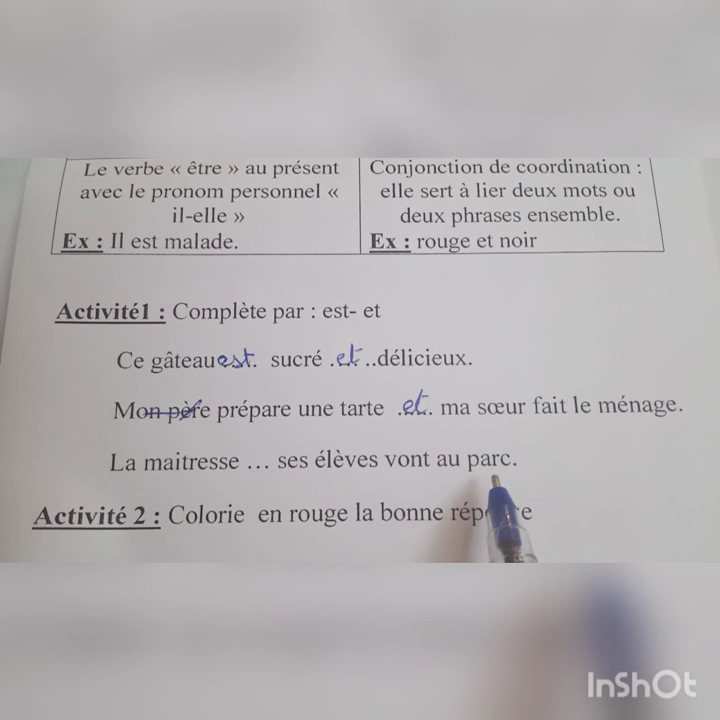 Le verbe « être » au présent
avec le pronom personnel «
il-elle »
Ex : Il est malade.
Conjonction de coordination :
elle sert à lier deux mots ou
deux phrases ensemble.
Ex : rouge et noir
Activité1 : Complète par : est- et
Ce gâteau est. sucré .et..délicieux.
Mon père prépare une tarte .et.. ma sœur fait le ménage.
La maitresse ... ses élèves vont au parc.
Activité 2 : Colorie en rouge la bonne
InShOt